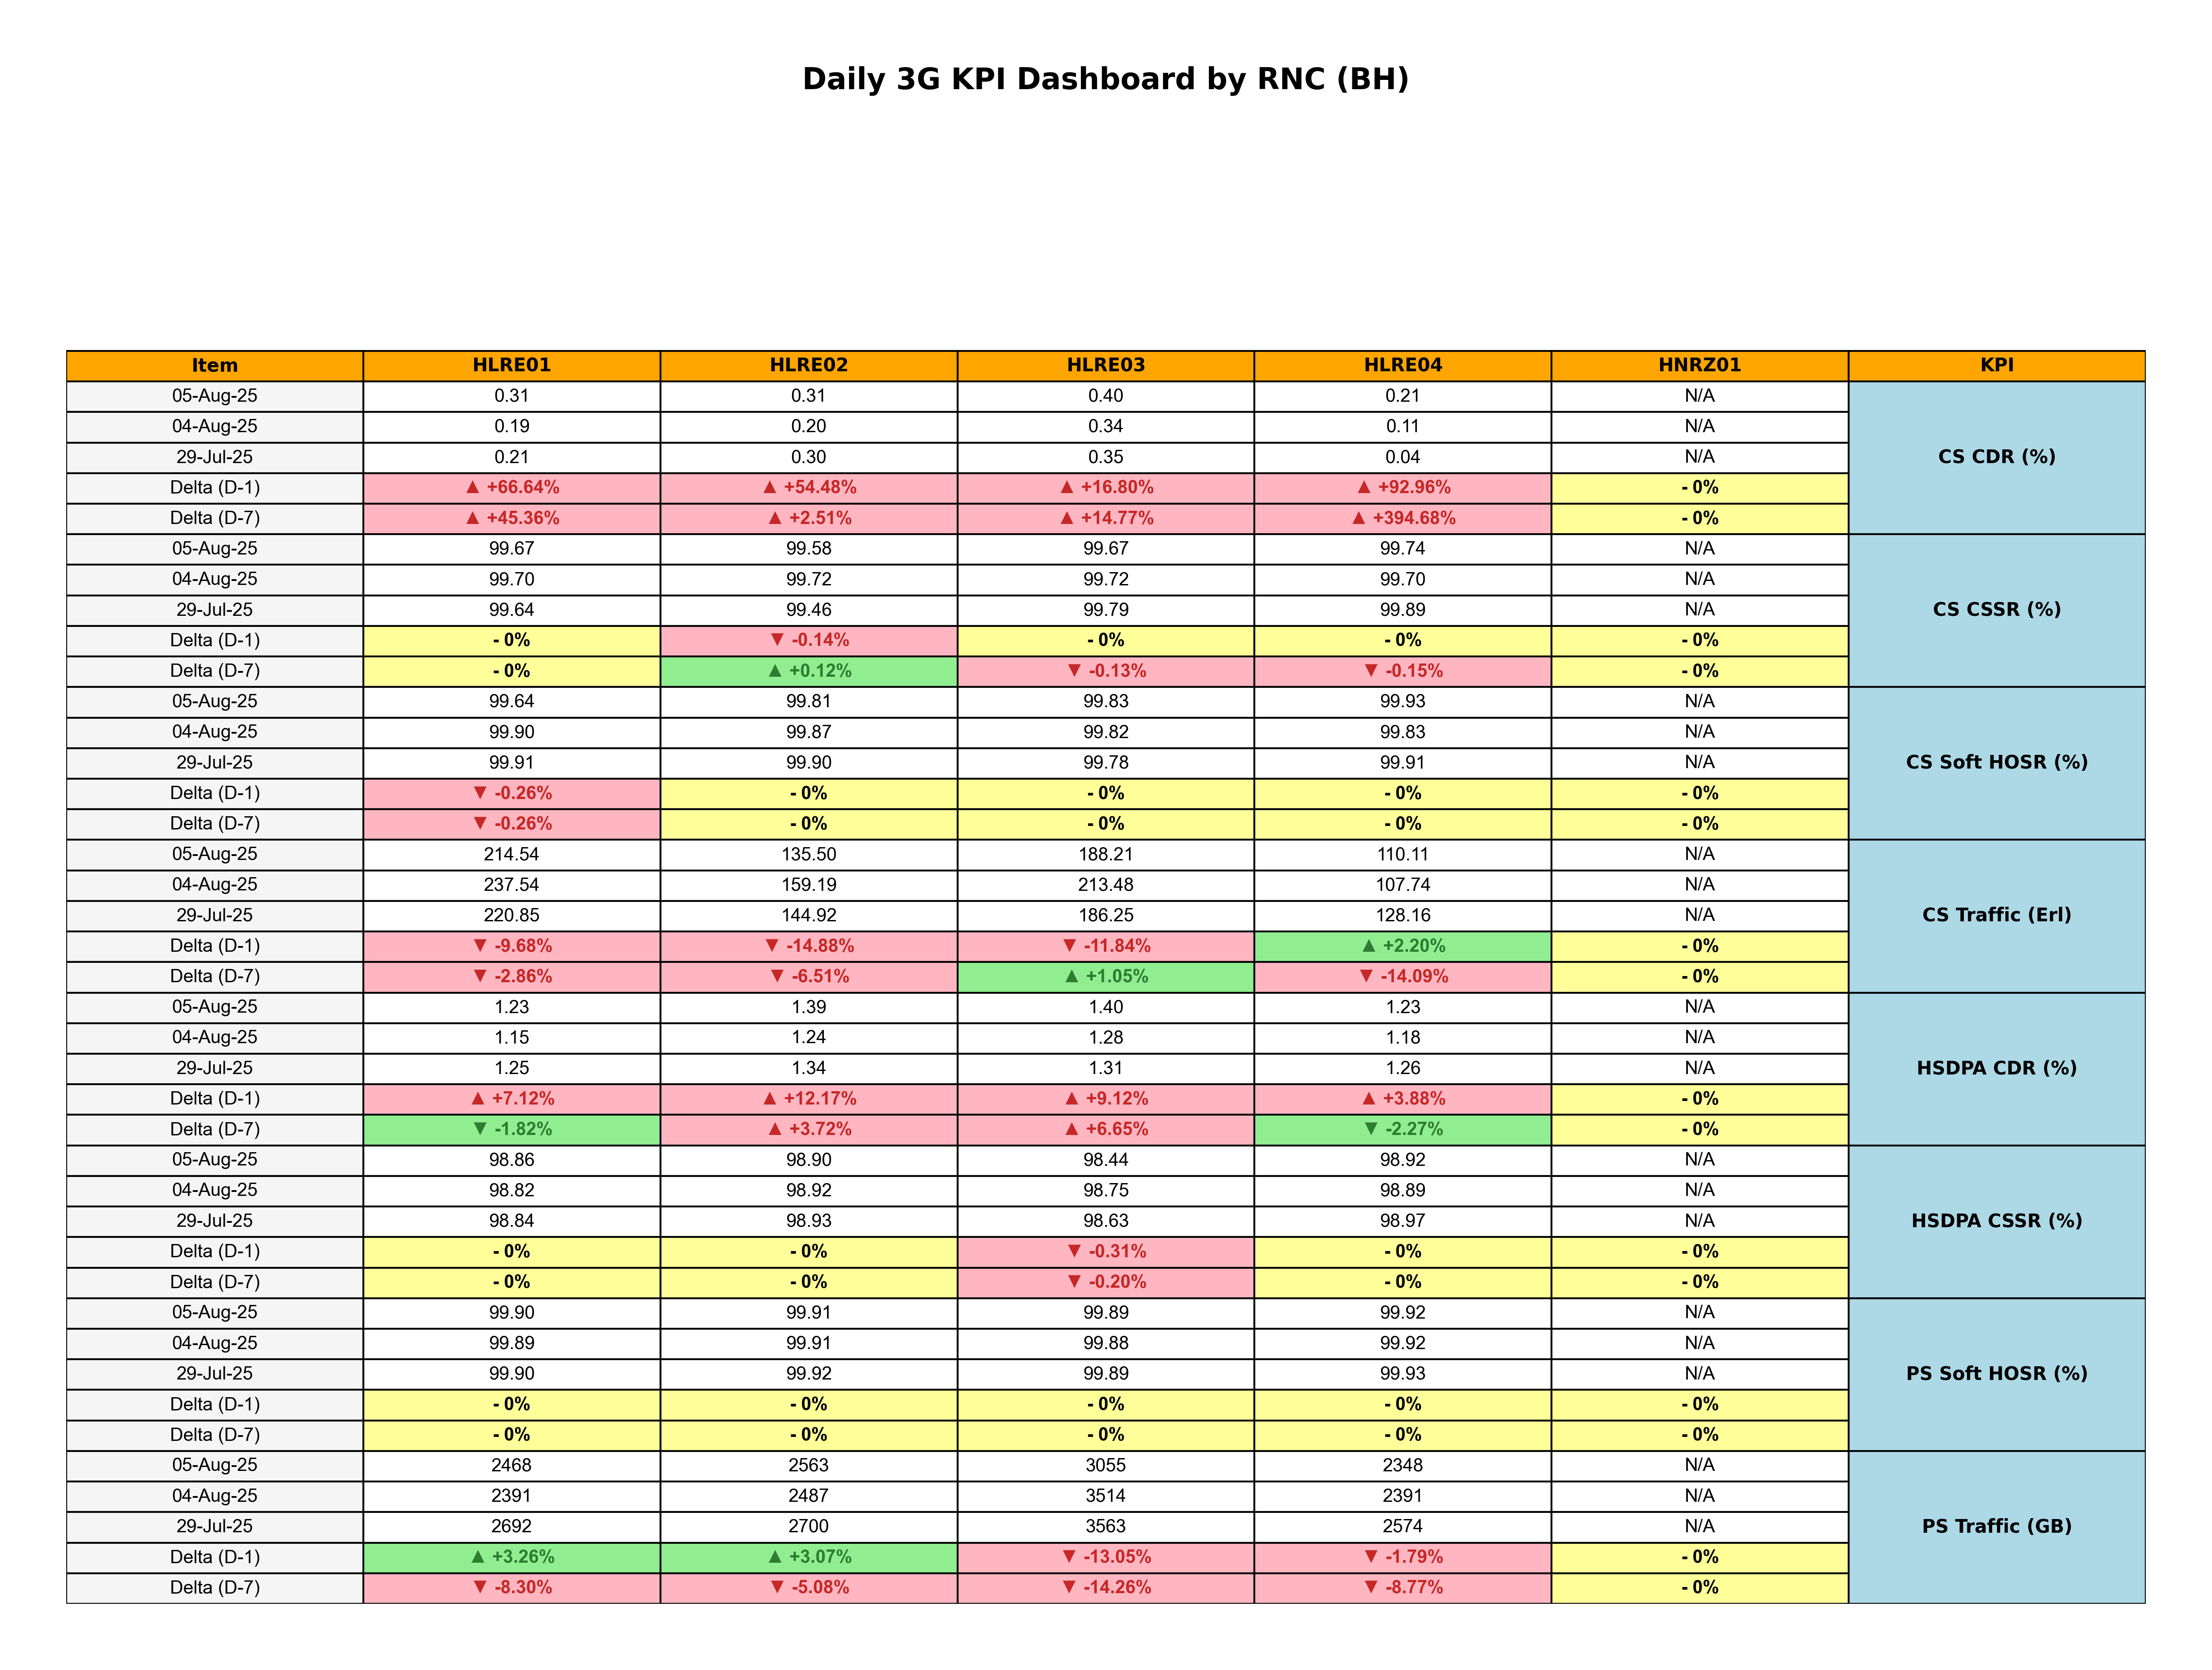 Daily 3G KPI Dashboard by RNC (BH)
Item HLRE01 HLRE02 HLRE03 HLRE04 HNRZ01 KPI
05-Aug-25 0.31 0.31 0.40 0.21 N/A
04-Aug-25 0.19 0.20 0.34 0.11 N/A
29-Jul-25 0.21 0.30 0.35 0.04 N/A CS CDR (%)
Delta (D-1) ▲ +66.64% ▲ +54.48% ▲ +16.80% ▲ +92.96% - 0%
Delta (D-7) ▲ +45.36% ▲ +2.51% ▲ +14.77% ▲ +394.68% - 0%
05-Aug-25 99.67 99.58 99.67 99.74 N/A
04-Aug-25 99.70 99.72 99.72 99.70 N/A
29-Jul-25 99.64 99.46 99.79 99.89 N/A CS CSSR (%)
Delta (D-1) - 0% ▼ -0.14% - 0% - 0% - 0%
Delta (D-7) - 0% ▲ +0.12% ▼ -0.13% ▼ -0.15% - 0%
05-Aug-25 99.64 99.81 99.83 99.93 N/A
04-Aug-25 99.90 99.87 99.82 99.83 N/A
29-Jul-25 99.91 99.90 99.78 99.91 N/A CS Soft HOSR (%)
Delta (D-1) ▼ -0.26% - 0% - 0% - 0% - 0%
Delta (D-7) ▼ -0.26% - 0% - 0% - 0% - 0%
05-Aug-25 214.54 135.50 188.21 110.11 N/A
04-Aug-25 237.54 159.19 213.48 107.74 N/A
29-Jul-25 220.85 144.92 186.25 128.16 N/A CS Traffic (Erl)
Delta (D-1) ▼ -9.68% ▼ -14.88% ▼ -11.84% ▲ +2.20% - 0%
Delta (D-7) ▼ -2.86% ▼ -6.51% ▲ +1.05% ▼ -14.09% - 0%
05-Aug-25 1.23 1.39 1.40 1.23 N/A
04-Aug-25 1.15 1.24 1.28 1.18 N/A
29-Jul-25 1.25 1.34 1.31 1.26 N/A HSDPA CDR (%)
Delta (D-1) ▲ +7.12% ▲ +12.17% ▲ +9.12% ▲ +3.88% - 0%
Delta (D-7) ▼ -1.82% ▲ +3.72% ▲ +6.65% ▼ -2.27% - 0%
05-Aug-25 98.86 98.90 98.44 98.92 N/A
04-Aug-25 98.82 98.92 98.75 98.89 N/A
29-Jul-25 98.84 98.93 98.63 98.97 N/A HSDPA CSSR (%)
Delta (D-1) - 0% - 0% ▼ -0.31% - 0% - 0%
Delta (D-7) - 0% - 0% ▼ -0.20% - 0% - 0%
05-Aug-25 99.90 99.91 99.89 99.92 N/A
04-Aug-25 99.89 99.91 99.88 99.92 N/A
29-Jul-25 99.90 99.92 99.89 99.93 N/A PS Soft HOSR (%)
Delta (D-1) - 0% - 0% - 0% - 0% - 0%
Delta (D-7) - 0% - 0% - 0% - 0% - 0%
05-Aug-25 2468 2563 3055 2348 N/A
04-Aug-25 2391 2487 3514 2391 N/A
29-Jul-25 2692 2700 3563 2574 N/A PS Traffic (GB)
Delta (D-1) ▲ +3.26% ▲ +3.07% ▼ -13.05% ▼ -1.79% - 0%
Delta (D-7) ▼ -8.30% ▼ -5.08% ▼ -14.26% ▼ -8.77% - 0%